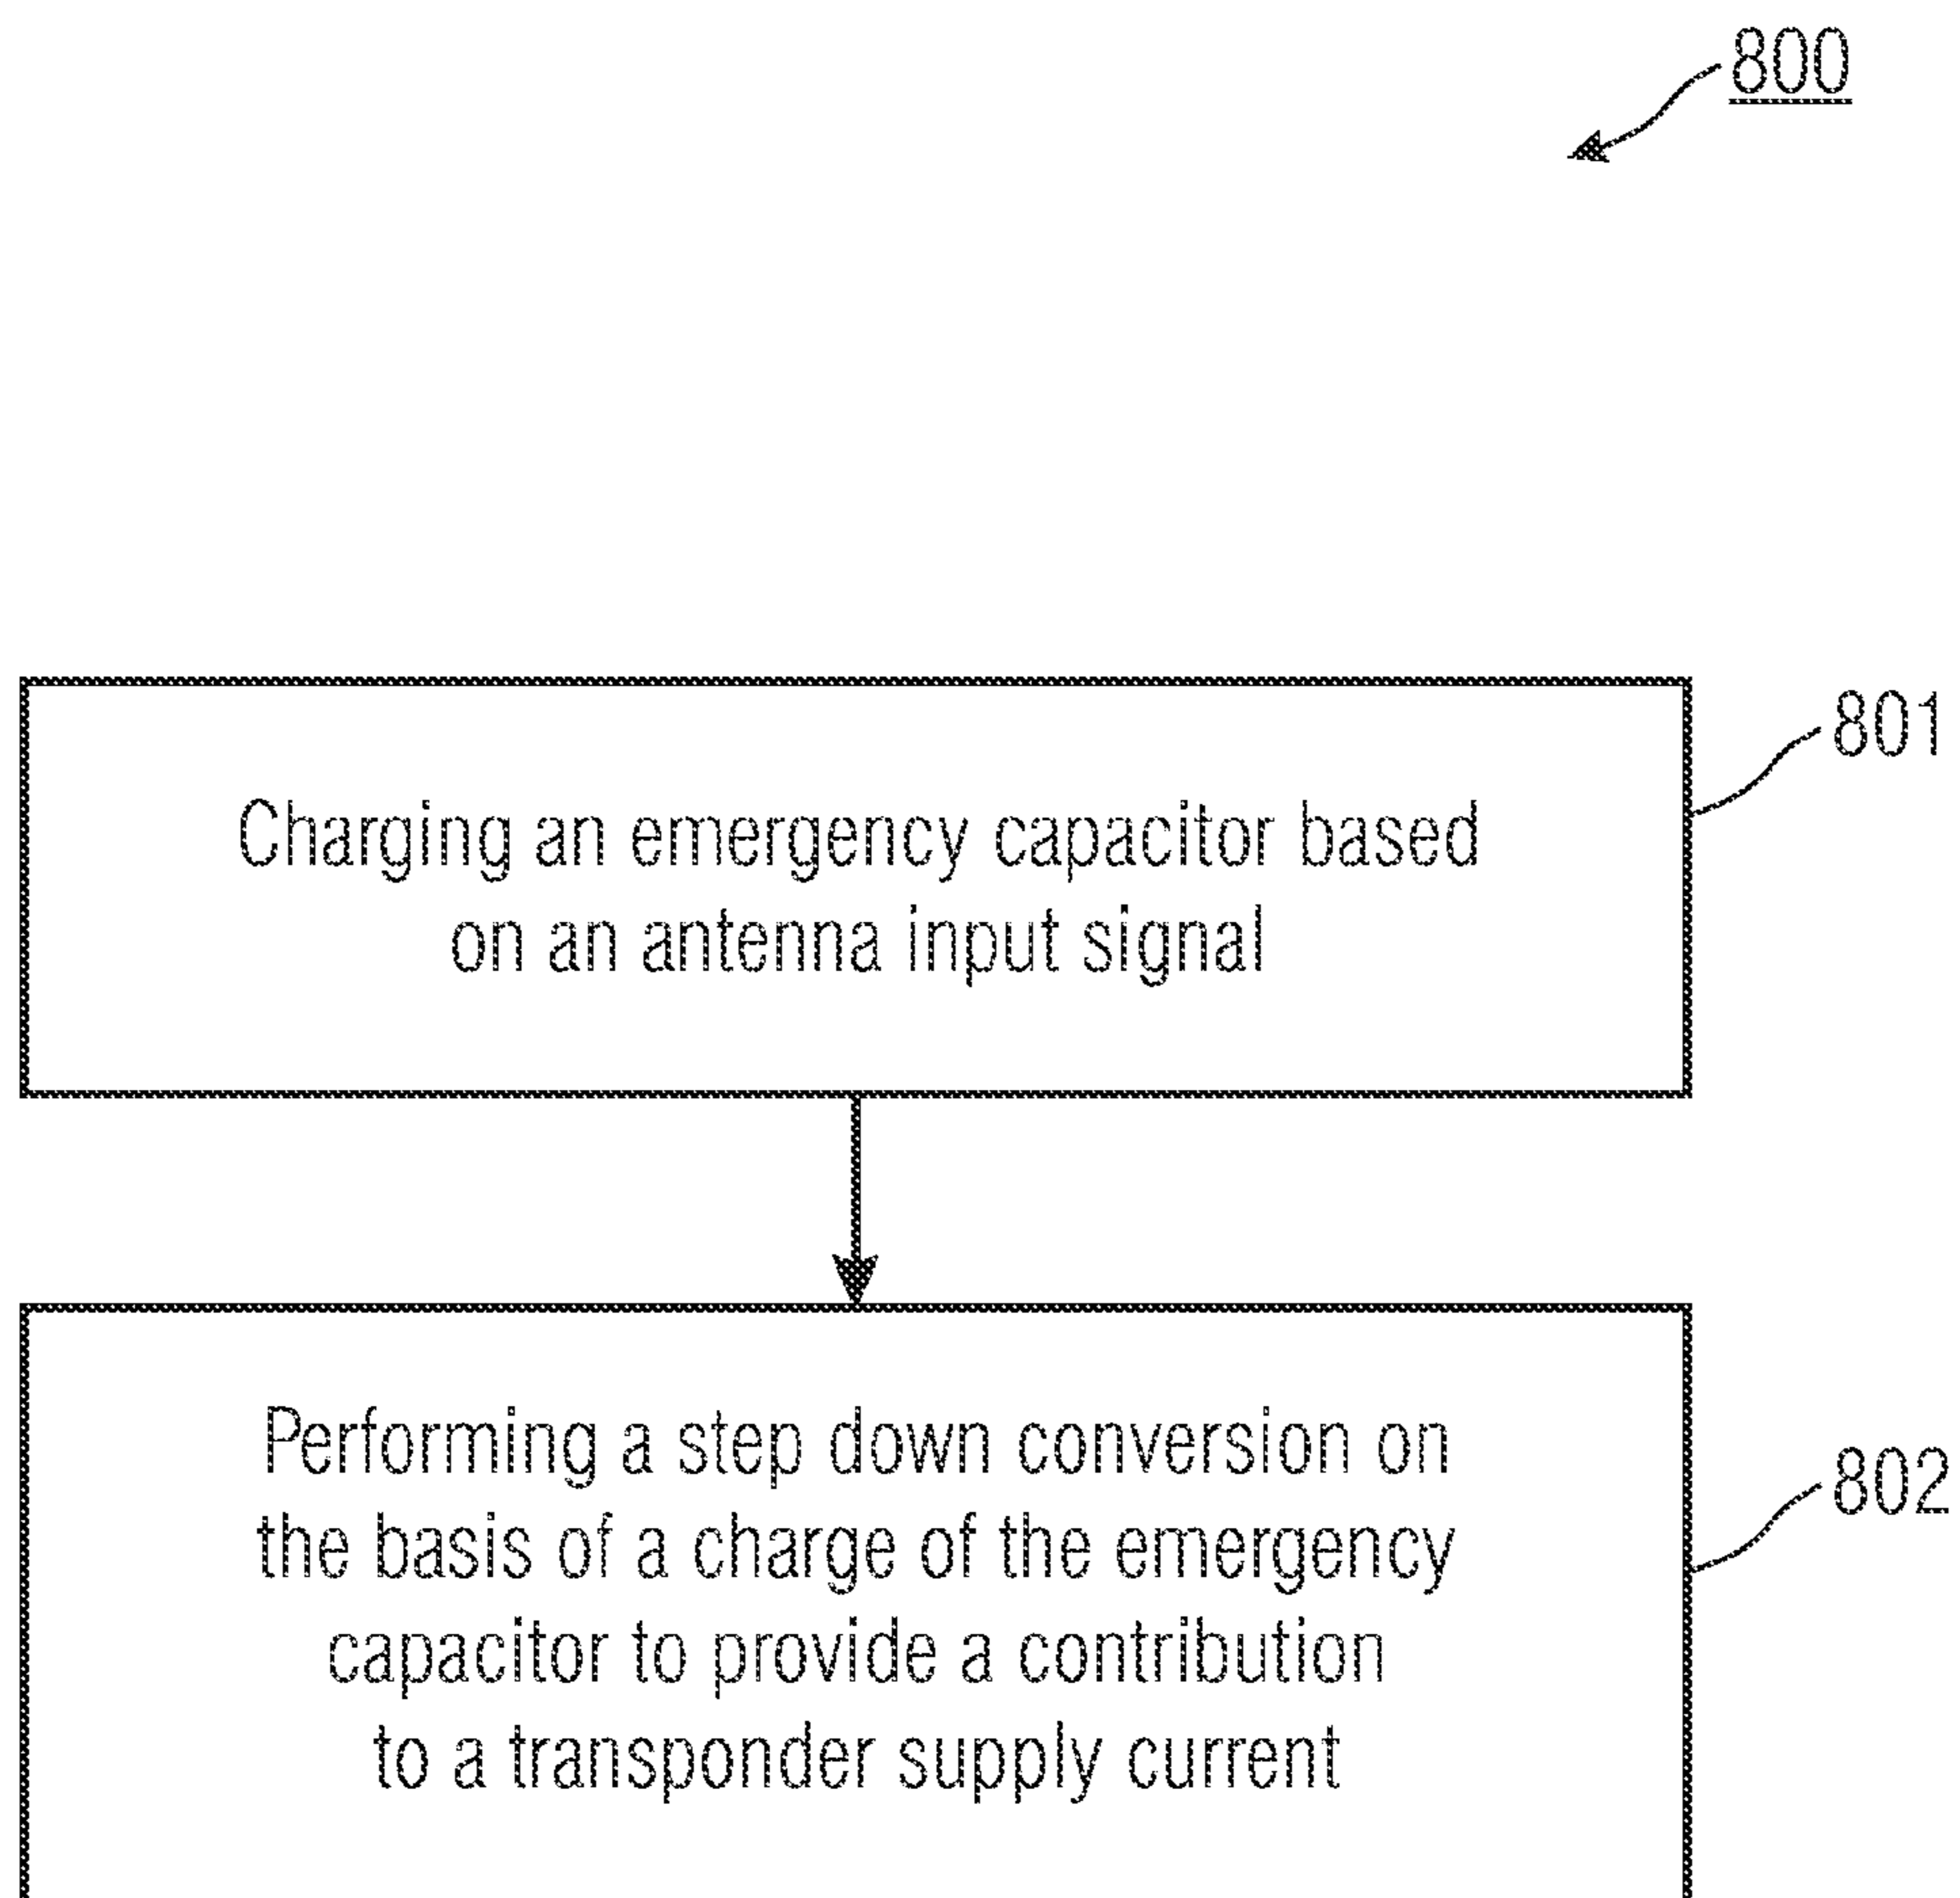 800
801
Charging an emergency capacitor based
on an antenna input signal
Performing a step down conversion on
the basis of a charge of the emergency
capacitor to provide a contribution
to a transponder supply current
802